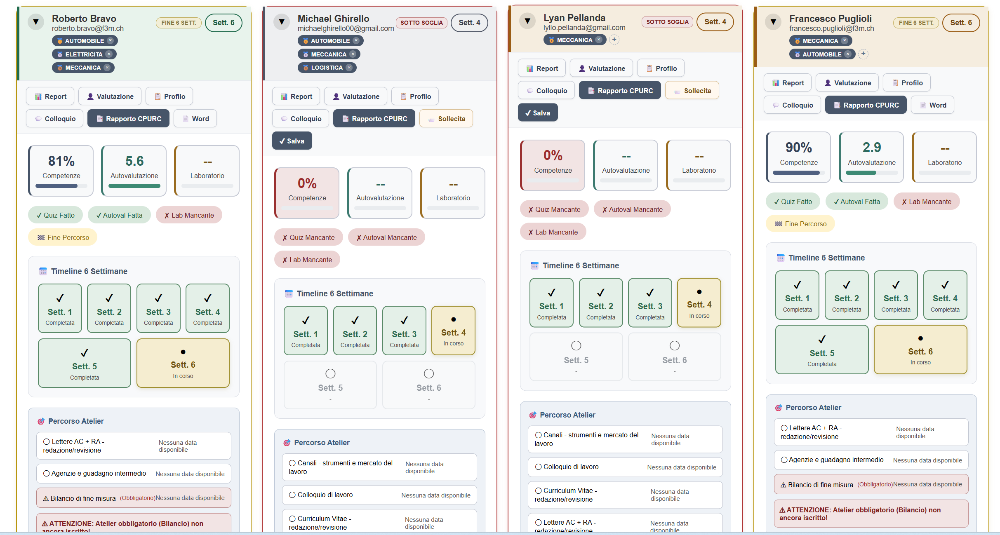 Roberto Bravo
roberto.bravo@f3m.ch
FINE 6 SETT.
Sett. 6
AUTOMOBILE
ELETTRICITA
MECCANICA
Report
Valutazione
Profilo
Colloquio
Rapporto CPURC
Word
81%
Competenze
5.6
Autovalutazione
--
Laboratorio
✓ Quiz Fatto
✓ Autoval Fatta
✗ Lab Mancante
Fine Percorso
Timeline 6 Settimane
Sett. 1
Completata
Sett. 2
Completata
Sett. 3
Completata
Sett. 4
Completata
Sett. 5
Completata
Sett. 6
In corso
Percorso Atelier
Lettere AC + RA -
redazione/revisione
Nessuna data
disponibile
Agenzie e guadagno intermedio
Nessuna data disponibile
⚠ Bilancio di fine misura (Obbligatorio)
Nessuna data disponibile
⚠ ATTENZIONE: Atelier obbligatorio (Bilancio) non
ancora iscritto!
Michael Ghirello
michaelghirello00@gmail.com
SOTTO SOGLIA
Sett. 4
AUTOMOBILE
MECCANICA
LOGISTICA
Report
Valutazione
Profilo
Colloquio
Rapporto CPURC
Sollecita
✓ Salva
0%
Competenze
--
Autovalutazione
--
Laboratorio
✗ Quiz Mancante
✗ Autoval Mancante
✗ Lab Mancante
Timeline 6 Settimane
Sett. 1
Completata
Sett. 2
Completata
Sett. 3
Completata
Sett. 4
In corso
Sett. 5
-
Sett. 6
-
Percorso Atelier
Canali - strumenti e mercato del
lavoro
Nessuna data
disponibile
Colloquio di lavoro
Nessuna data disponibile
Curriculum Vitae -
redazione/revisione
Nessuna data
disponibile
Lyan Pellanda
lyllo.pellanda@gmail.com
SOTTO SOGLIA
Sett. 4
MECCANICA
Report
Valutazione
Profilo
Colloquio
Rapporto CPURC
Sollecita
✓ Salva
0%
Competenze
--
Autovalutazione
--
Laboratorio
✗ Quiz Mancante
✗ Autoval Mancante
✗ Lab Mancante
Timeline 6 Settimane
Sett. 1
Completata
Sett. 2
Completata
Sett. 3
Completata
Sett. 4
In corso
Sett. 5
-
Sett. 6
-
Percorso Atelier
Canali - strumenti e mercato del
lavoro
Nessuna data
disponibile
Colloquio di lavoro
Nessuna data disponibile
Curriculum Vitae -
redazione/revisione
Nessuna data
disponibile
Lettere AC + RA -
redazione/revisione
Nessuna data
disponibile
Francesco Puglioli
francesco.puglioli@f3m.ch
FINE 6 SETT.
Sett. 6
MECCANICA
AUTOMOBILE
Report
Valutazione
Profilo
Colloquio
Rapporto CPURC
Word
90%
Competenze
2.9
Autovalutazione
--
Laboratorio
✓ Quiz Fatto
✓ Autoval Fatta
✗ Lab Mancante
Fine Percorso
Timeline 6 Settimane
Sett. 1
Completata
Sett. 2
Completata
Sett. 3
Completata
Sett. 4
Completata
Sett. 5
Completata
Sett. 6
In corso
Percorso Atelier
Lettere AC + RA -
redazione/revisione
Nessuna data
disponibile
Agenzie e guadagno intermedio
Nessuna data disponibile
⚠ Bilancio di fine misura (Obbligatorio)
Nessuna data disponibile
⚠ ATTENZIONE: Atelier obbligatorio (Bilancio) non
ancora iscritto!